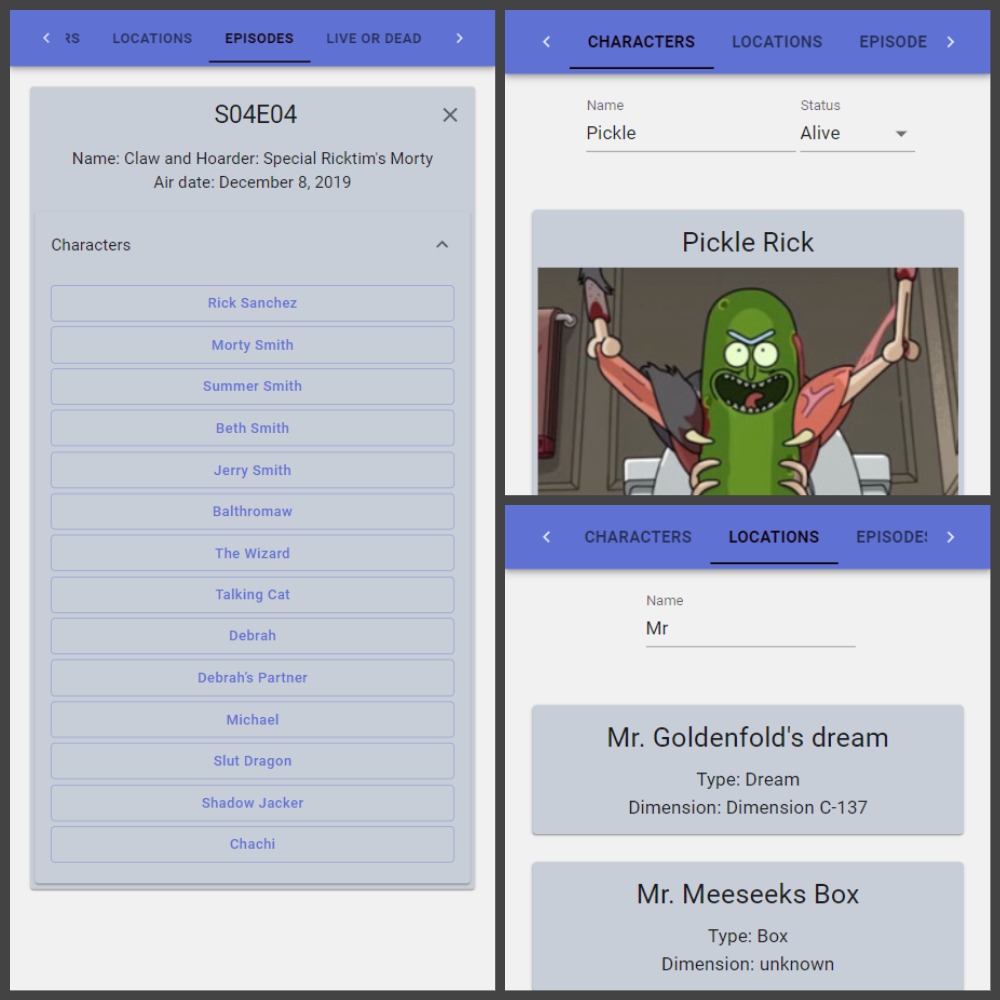 RS LOCATIONS EPISODES LIVE OR DEAD
S04E04
Name: Claw and Hoarder: Special Ricktim's Morty
Air date: December 8, 2019
Characters
Rick Sanchez
Morty Smith
Summer Smith
Beth Smith
Jerry Smith
Balthromaw
The Wizard
Talking Cat
Debrah
Debrah's Partner
Michael
Slut Dragon
Shadow Jacker
Chachi
CHARACTERS LOCATIONS EPISODE
Name Status
Pickle Alive
Pickle Rick
CHARACTERS LOCATIONS EPISODES
Name
Mr
Mr. Goldenfold's dream
Type: Dream
Dimension: Dimension C-137
Mr. Meeseeks Box
Type: Box
Dimension: unknown